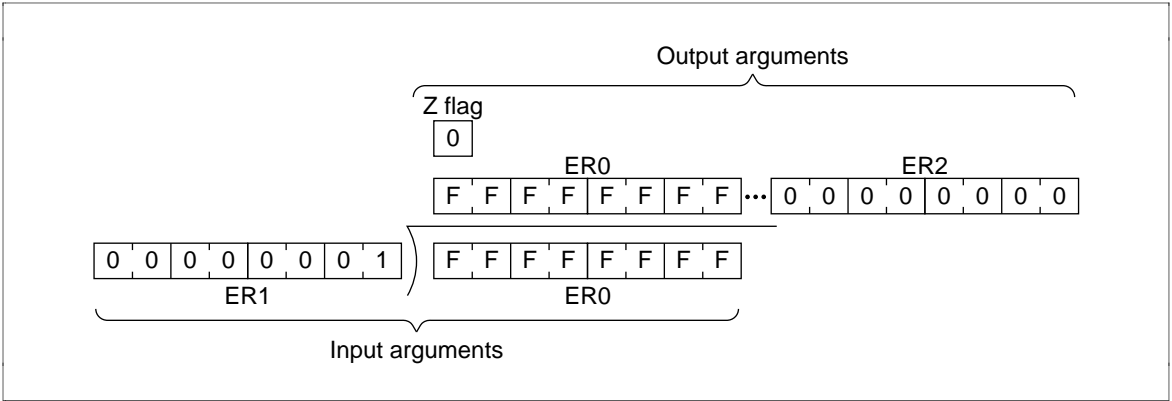 Output arguments
Z flag
0
ER0 ER2
F F F F F F F F ... 0 0 0 0 0 0 0 0
0 0 0 0 0 0 0 1 F F F F F F F F
ER1 ER0
Input arguments